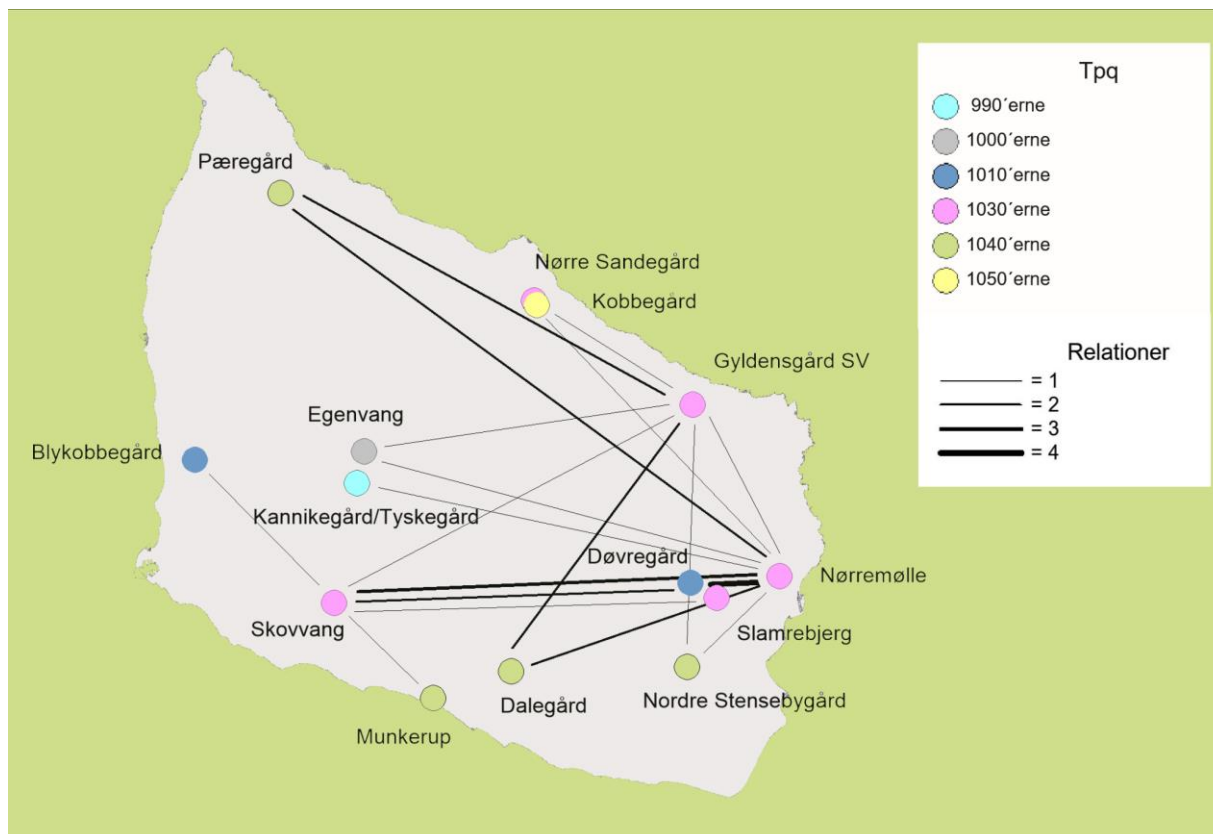 Pæregård
Nørre Sandegård
Kobbegård
Gyldensgård SV
Egenvang
Blykobbegård
Kannikegård/Tyskegård
Døvregård
Nørremølle
Skovvang
Slamrebjerg
Dalegård
Nordre Stensebygård
Munkerup
Tpq
990´erne
1000´erne
1010´erne
1030´erne
1040´erne
1050´erne
Relationer
= 1
= 2
= 3
= 4